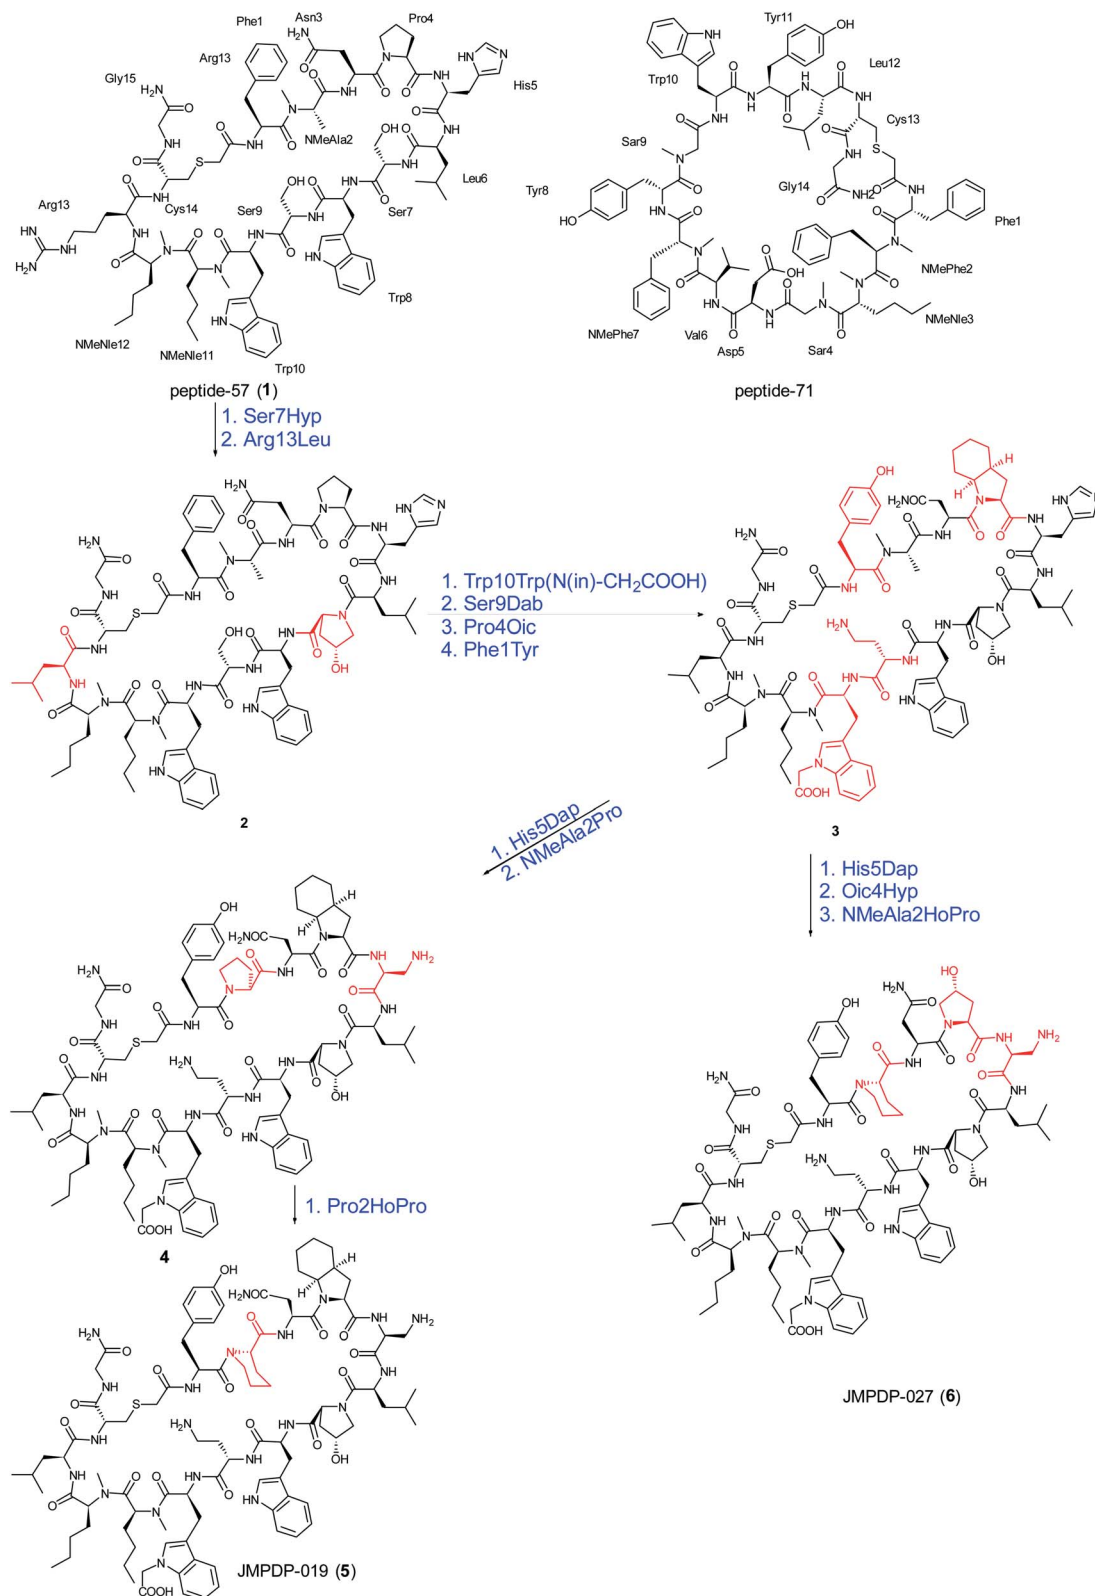 Asn3
Pro4
Phe1
Arg13
Gly15
His5
NMeAla2
Leu6
Arg13
Cys14
Ser9
Ser7
Trp8
NMeNle12
NMeNle11
Trp10
peptide-57 (1)
Tyr11
Leu12
Trp10
Cys13
Sar9
Gly14
Tyr8
Phe1
NMePhe2
NMeNle3
NMePhe7
Val6
Asp5
Sar4
peptide-71
1. Ser7Hyp
2. Arg13Leu
2
1. Trp10Trp(N(in)-CH₂COOH)
2. Ser9Dab
3. Pro4Oic
4. Phe1Tyr
3
1. His5Dap
2. NMeAla2Pro
1. His5Dap
2. Oic4Hyp
3. NMeAla2HoPro
4
1. Pro2HoPro
JMPDP-019 (5)
JMPDP-027 (6)